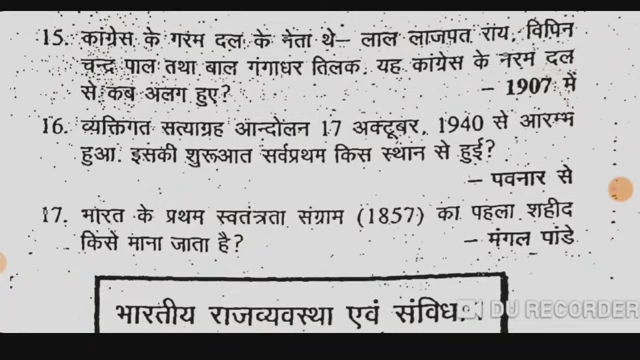 15. कांग्रेस के गरम दल के नेता थे– लाल लाजपत राय, विपिन
चन्द्र पाल तथा बाल गंगाधर तिलक. यह कांग्रेस के नरम दल
से कब अलग हुए? – 1907 में
16. व्यक्तिगत सत्याग्रह आन्दोलन 17 अक्टूबर, 1940 से आरम्भ
हुआ. इसकी शुरूआत सर्वप्रथम किस स्थान से हुई?
– पवनार से
17. भारत के प्रथम स्वतंत्रता संग्राम (1857) का पहला शहीद
किसे माना जाता है? – मंगल पांडे
भारतीय राजव्यवस्था एवं संविध
DU RECORDER